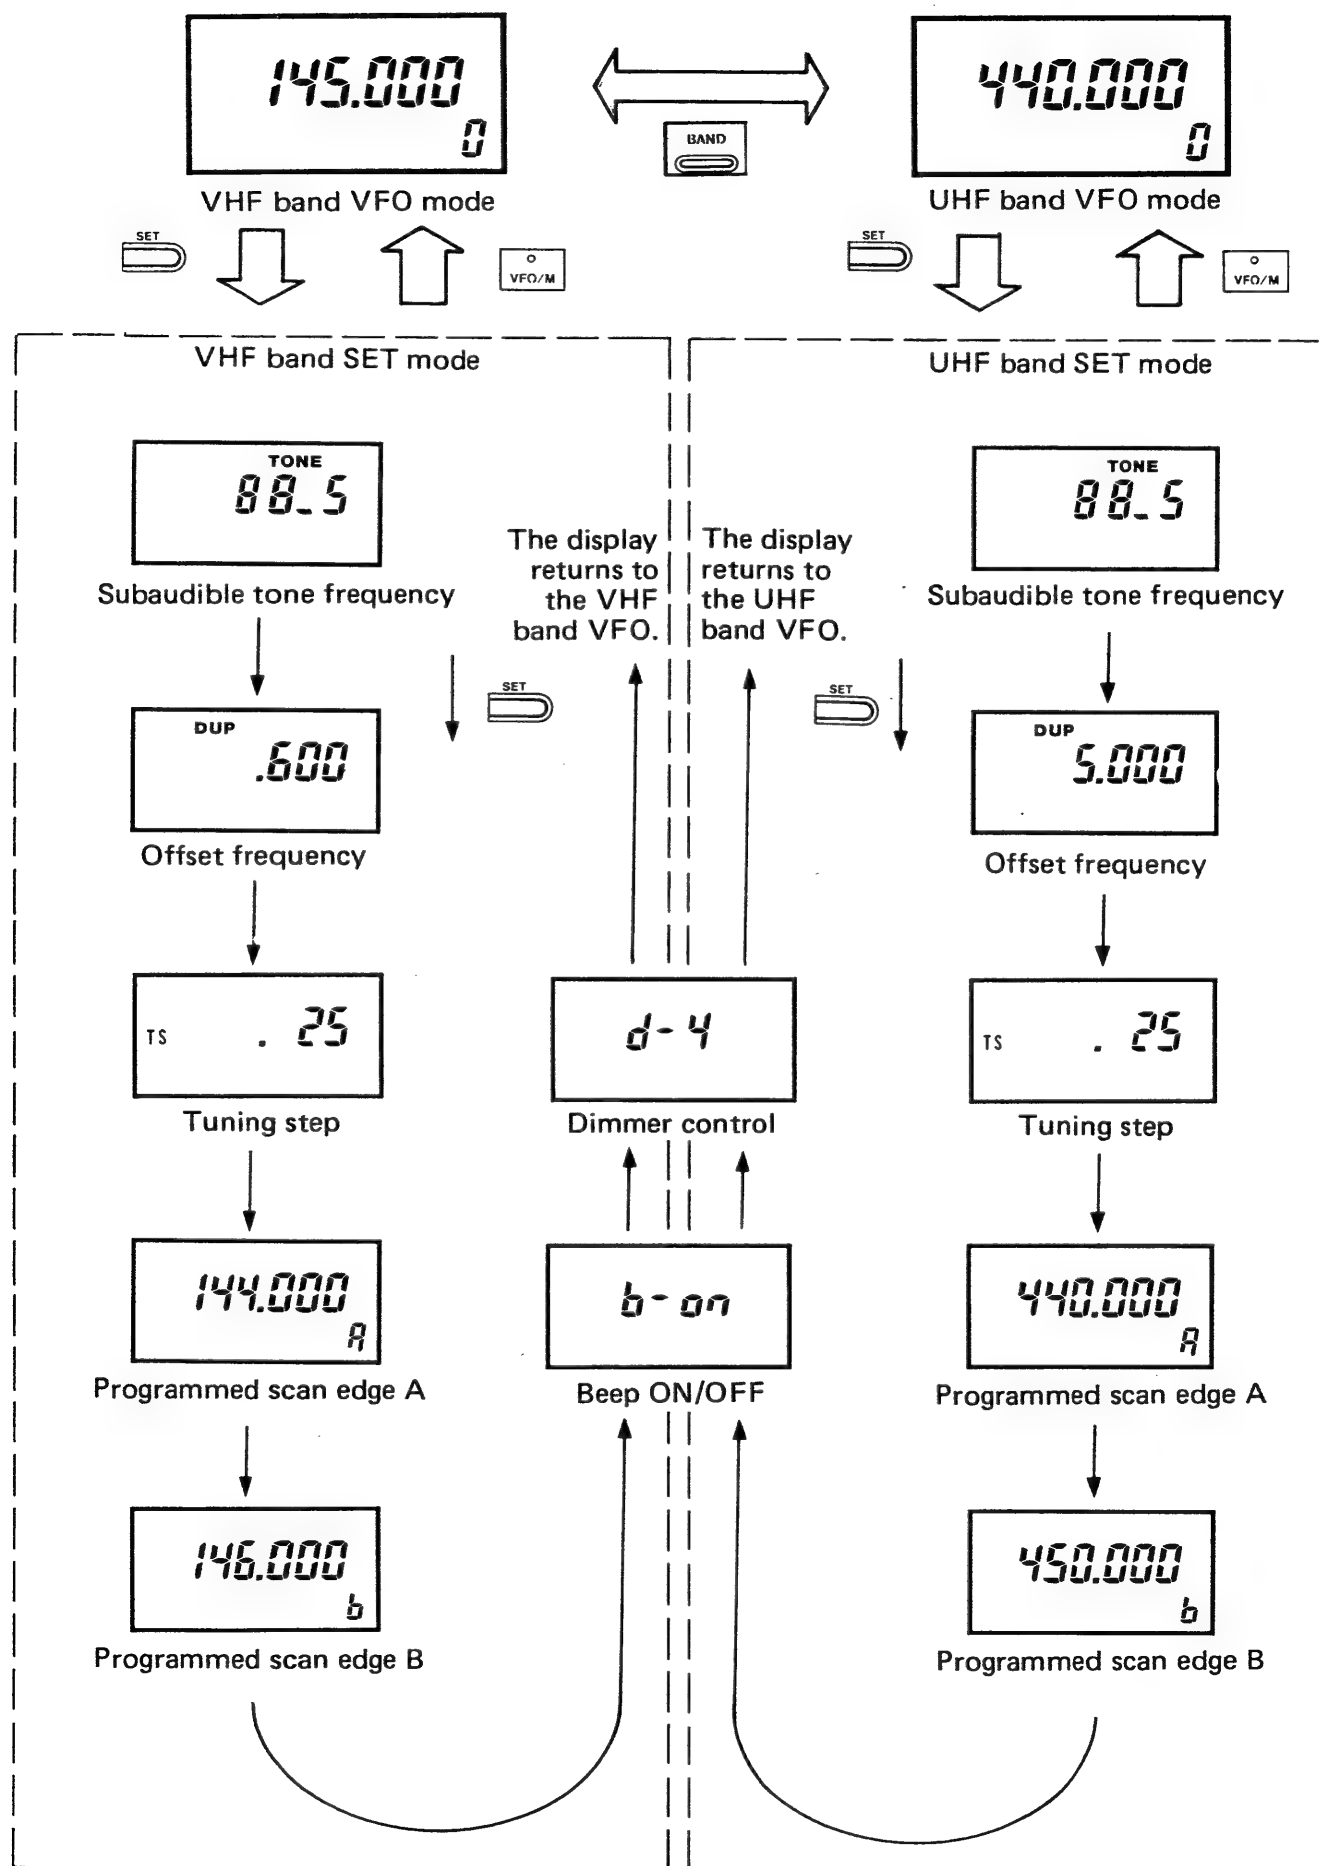 145.000
0
VHF band VFO mode
BAND
440.000
0
UHF band VFO mode
SET
VFO/M
SET
VFO/M
VHF band SET mode
TONE
88_5
Subaudible tone frequency
SET
DUP
.600
Offset frequency
TS . 25
Tuning step
144.000
A
Programmed scan edge A
146.000
b
Programmed scan edge B
The display
returns to
the VHF
band VFO.
The display
returns to
the UHF
band VFO.
d-4
Dimmer control
b-on
Beep ON/OFF
UHF band SET mode
TONE
88_5
Subaudible tone frequency
SET
DUP
5.000
Offset frequency
TS . 25
Tuning step
440.000
A
Programmed scan edge A
450.000
b
Programmed scan edge B